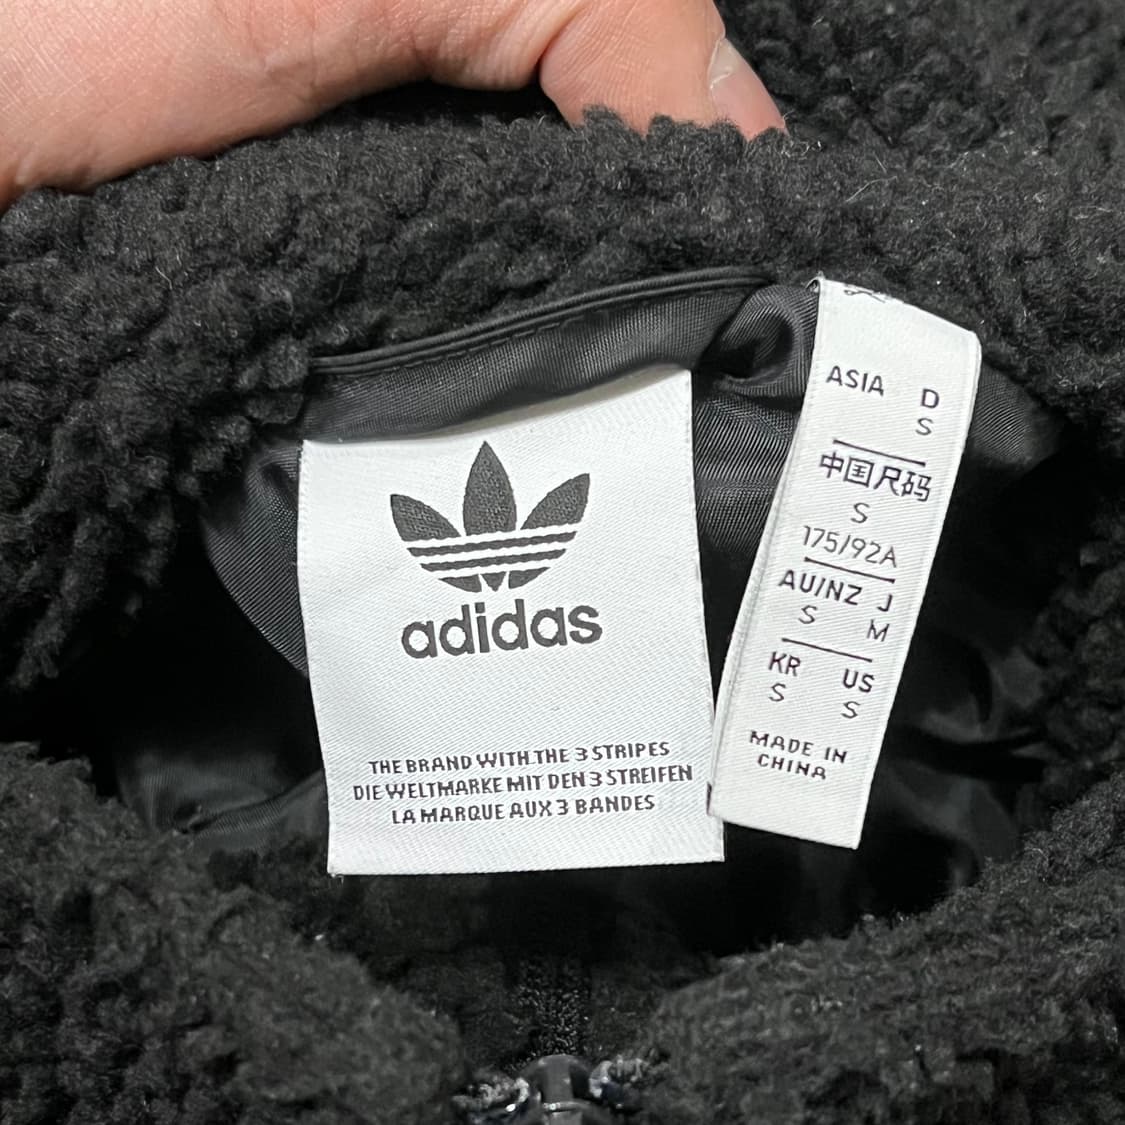 adidas
THE BRAND WITH THE 3 STRIPES
DIE WELTMARKE MIT DEN 3 STREIFEN
LA MARQUE AUX 3 BANDES
ASIA D
S
中国尺码
S
175/92A
AU/NZ J
S M
KR US
S S
MADE IN
CHINA